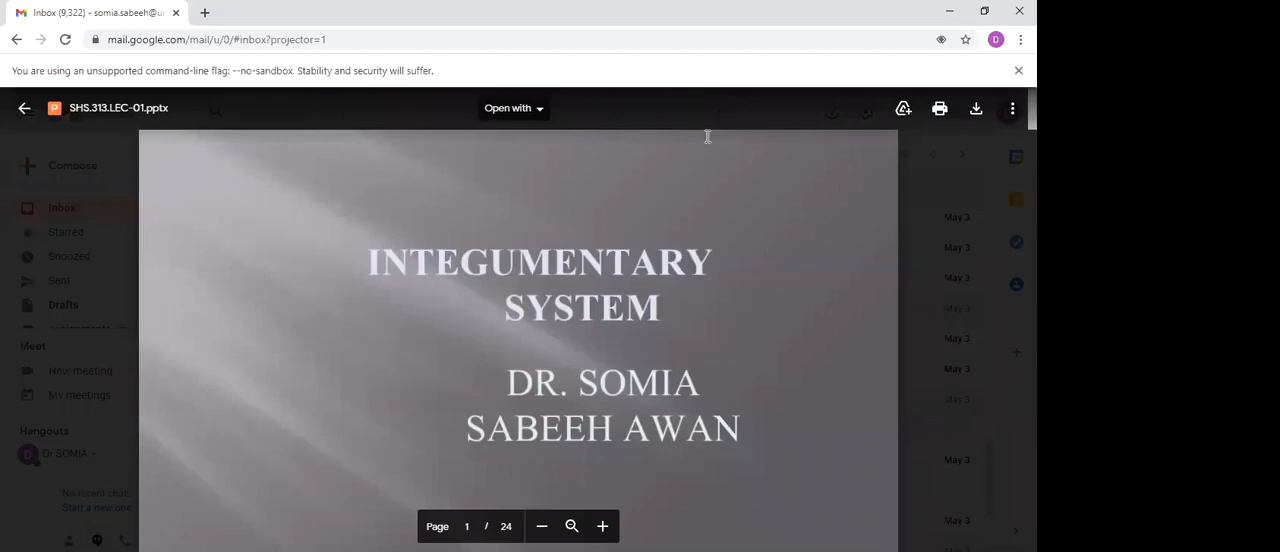 Inbox (9,322) - somia.sabeeh@u
mail.google.com/mail/u/0/#inbox?projector=1
D
You are using an unsupported command-line flag: --no-sandbox. Stability and security will suffer.
P SHS.313.LEC-01.pptx
Open with
Compose
Inbox
Starred
Snoozed
Sent
Drafts
Meet
New meeting
My meetings
Hangouts
D Dr SOMIA
No recent chats
Start a new one
INTEGUMENTARY
SYSTEM
DR. SOMIA
SABEEH AWAN
May 3
May 3
May 3
May 3
May 3
May 3
May 3
May 3
May 3
Page 1 / 24